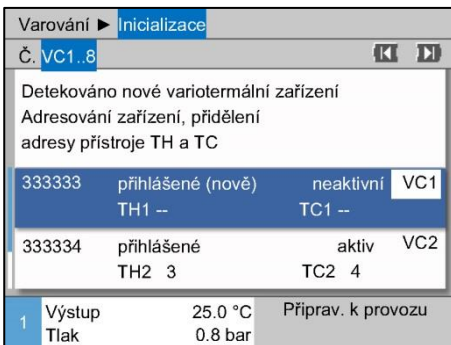 Varování ► Inicializace
Č. VC1..8
Detekováno nové variotermální zařízení
Adresování zařízení, přidělení
adresy přístroje TH a TC
333333 přihlášené (nově) neaktivní VC1
TH1 -- TC1 --
333334 přihlášené aktiv VC2
TH2 3 TC2 4
1 Výstup 25.0 °C Připrav. k provozu
Tlak 0.8 bar